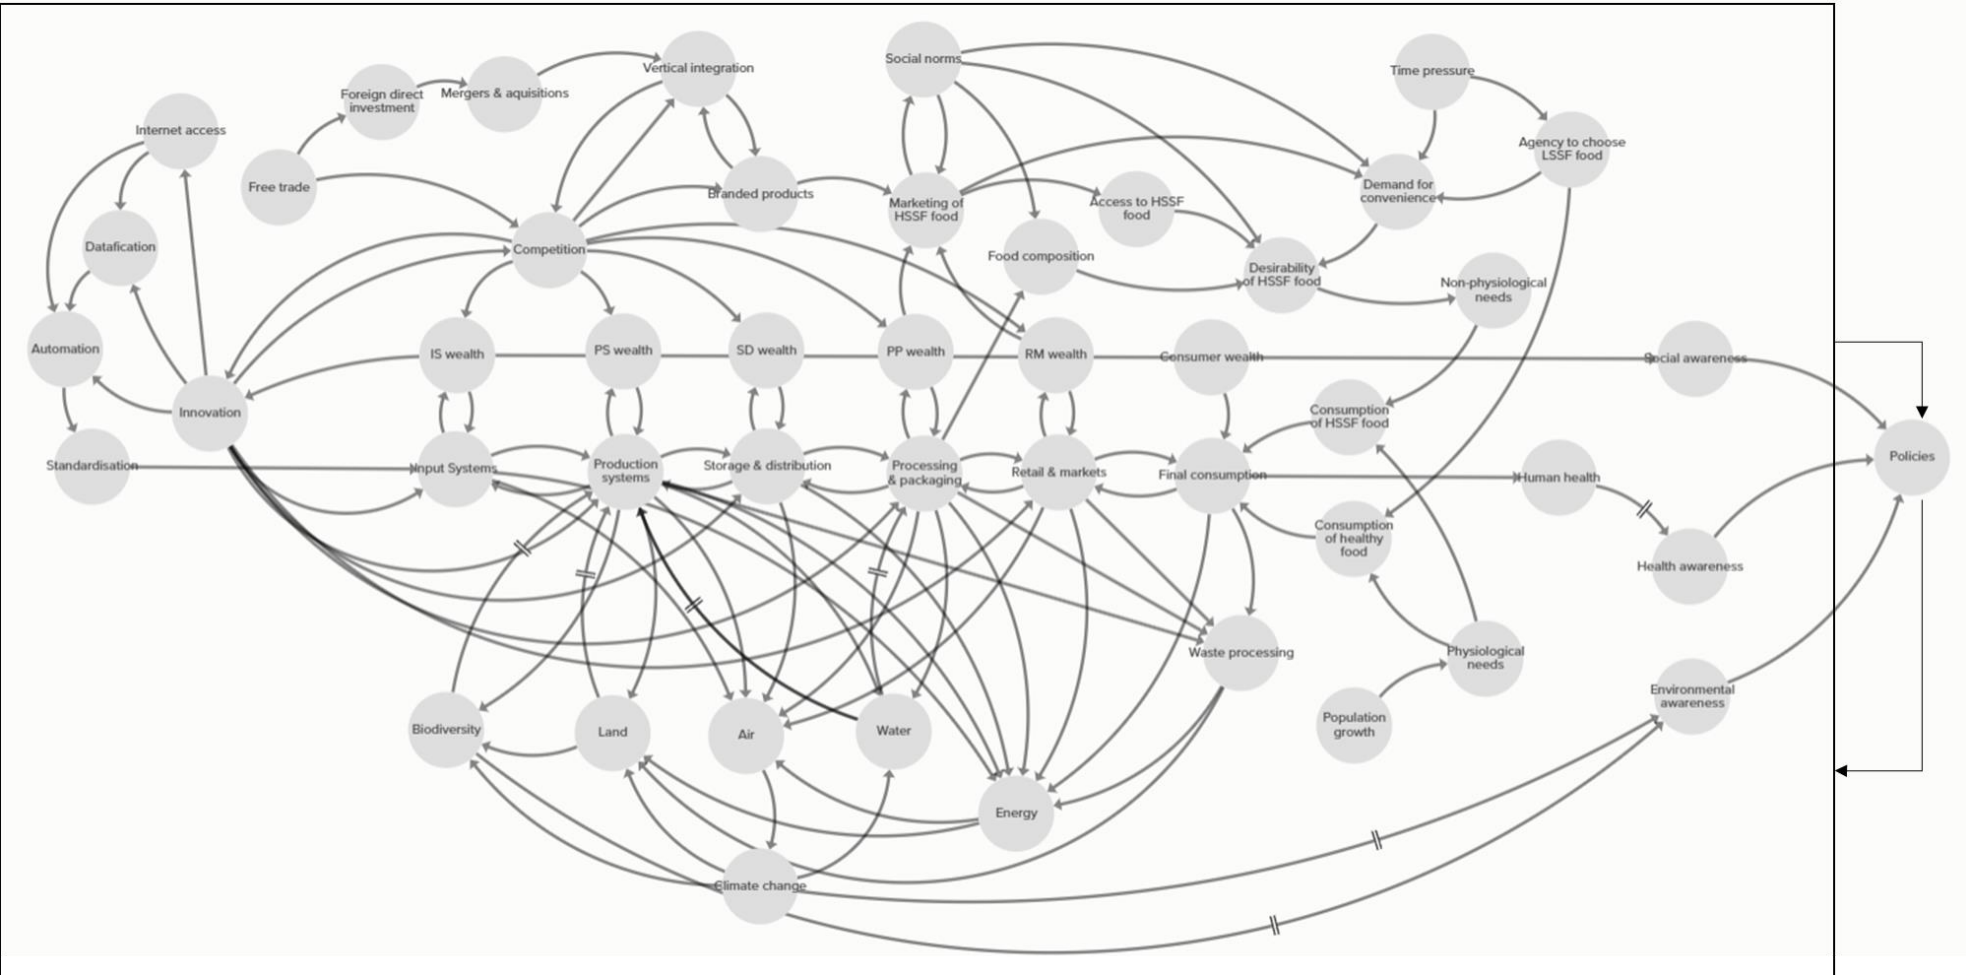 Social norms
Vertical integration
Time pressure
Foreign direct
investment
Mergers & aquisitions
Internet access
Agency to choose
LSSF food
Free trade
Branded products
Marketing of
HSSF food
Access to HSSF
food
Demand for
convenience
Datafication
Competition
Food composition
Desirability
of HSSF food
Non-physiological
needs
Automation
IS wealth
PS wealth
SD wealth
PP wealth
RM wealth
Consumer wealth
Social awareness
Innovation
Consumption
of HSSF food
Standardisation
Input Systems
Production
systems
Storage & distribution
Processing
& packaging
Retail & markets
Final consumption
Human health
Policies
Consumption
of healthy
food
Health awareness
Waste processing
Physiological
needs
Environmental
awareness
Population
growth
Biodiversity
Land
Air
Water
Energy
Climate change